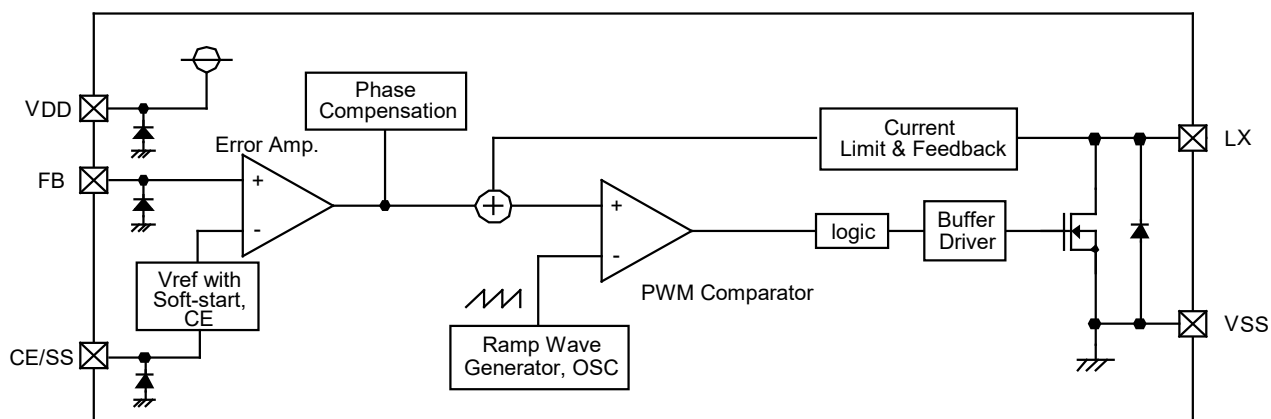 Phase
Compensation
VDD
Current
Limit & Feedback
LX
Error Amp.
FB
+
-
+
+
-
logic
Buffer
Driver
Vref with
Soft-start,
CE
PWM Comparator
VSS
CE/SS
Ramp Wave
Generator, OSC